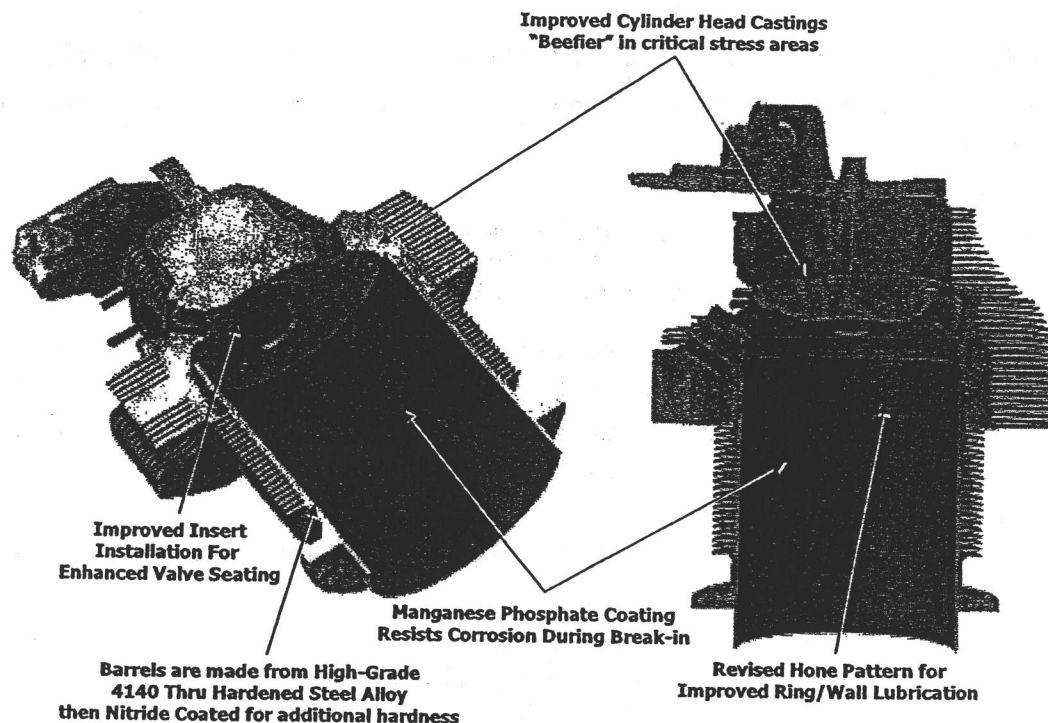 Improved Cylinder Head Castings
"Beefier" in critical stress areas
Improved Insert
Installation For
Enhanced Valve Seating
Manganese Phosphate Coating
Resists Corrosion During Break-in
Barrels are made from High-Grade
4140 Thru Hardened Steel Alloy
then Nitride Coated for additional hardness
Revised Hone Pattern for
Improved Ring/Wall Lubrication